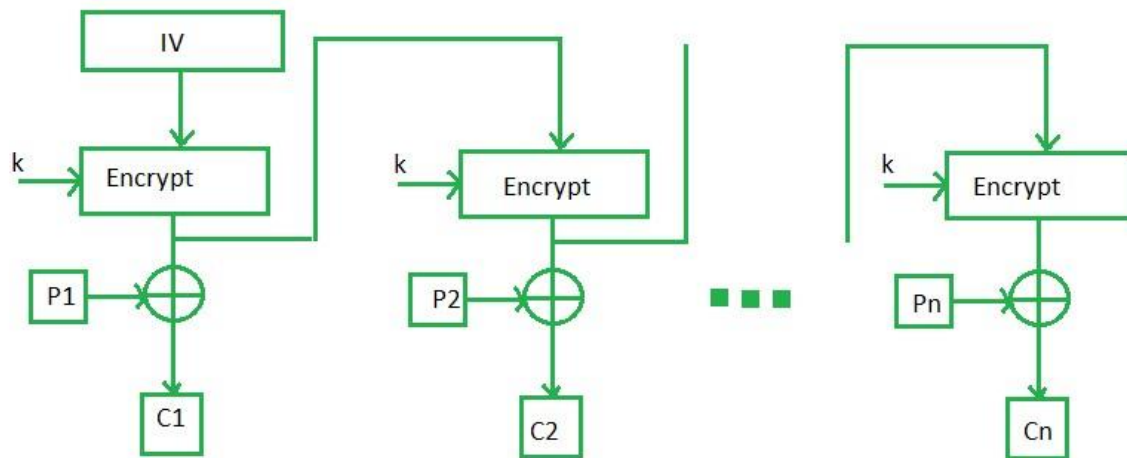 IV
k
Encrypt
k
Encrypt
k
Encrypt
P1
P2
Pn
C1
C2
Cn